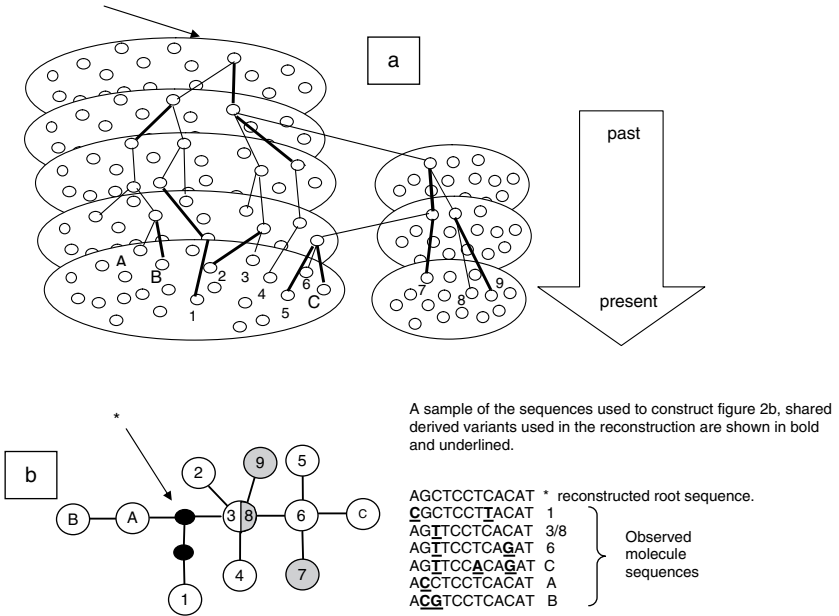 a
past
present
A
B
1
2
3
4
5
6
C
7
8
9
*
b
B
A
1
2
3
8
9
4
5
6
7
C
A sample of the sequences used to construct figure 2b, shared
derived variants used in the reconstruction are shown in bold
and underlined.
AGCTCCTCACAT * reconstructed root sequence.
CGCTCCTTACAT 1
AGTTCCTCACAT 3/8
AGTTCCTCAGAT 6
AGTTCCACAGAT C
ACCTCCTCACAT A
ACGTCCTCACAT B
Observed
molecule
sequences